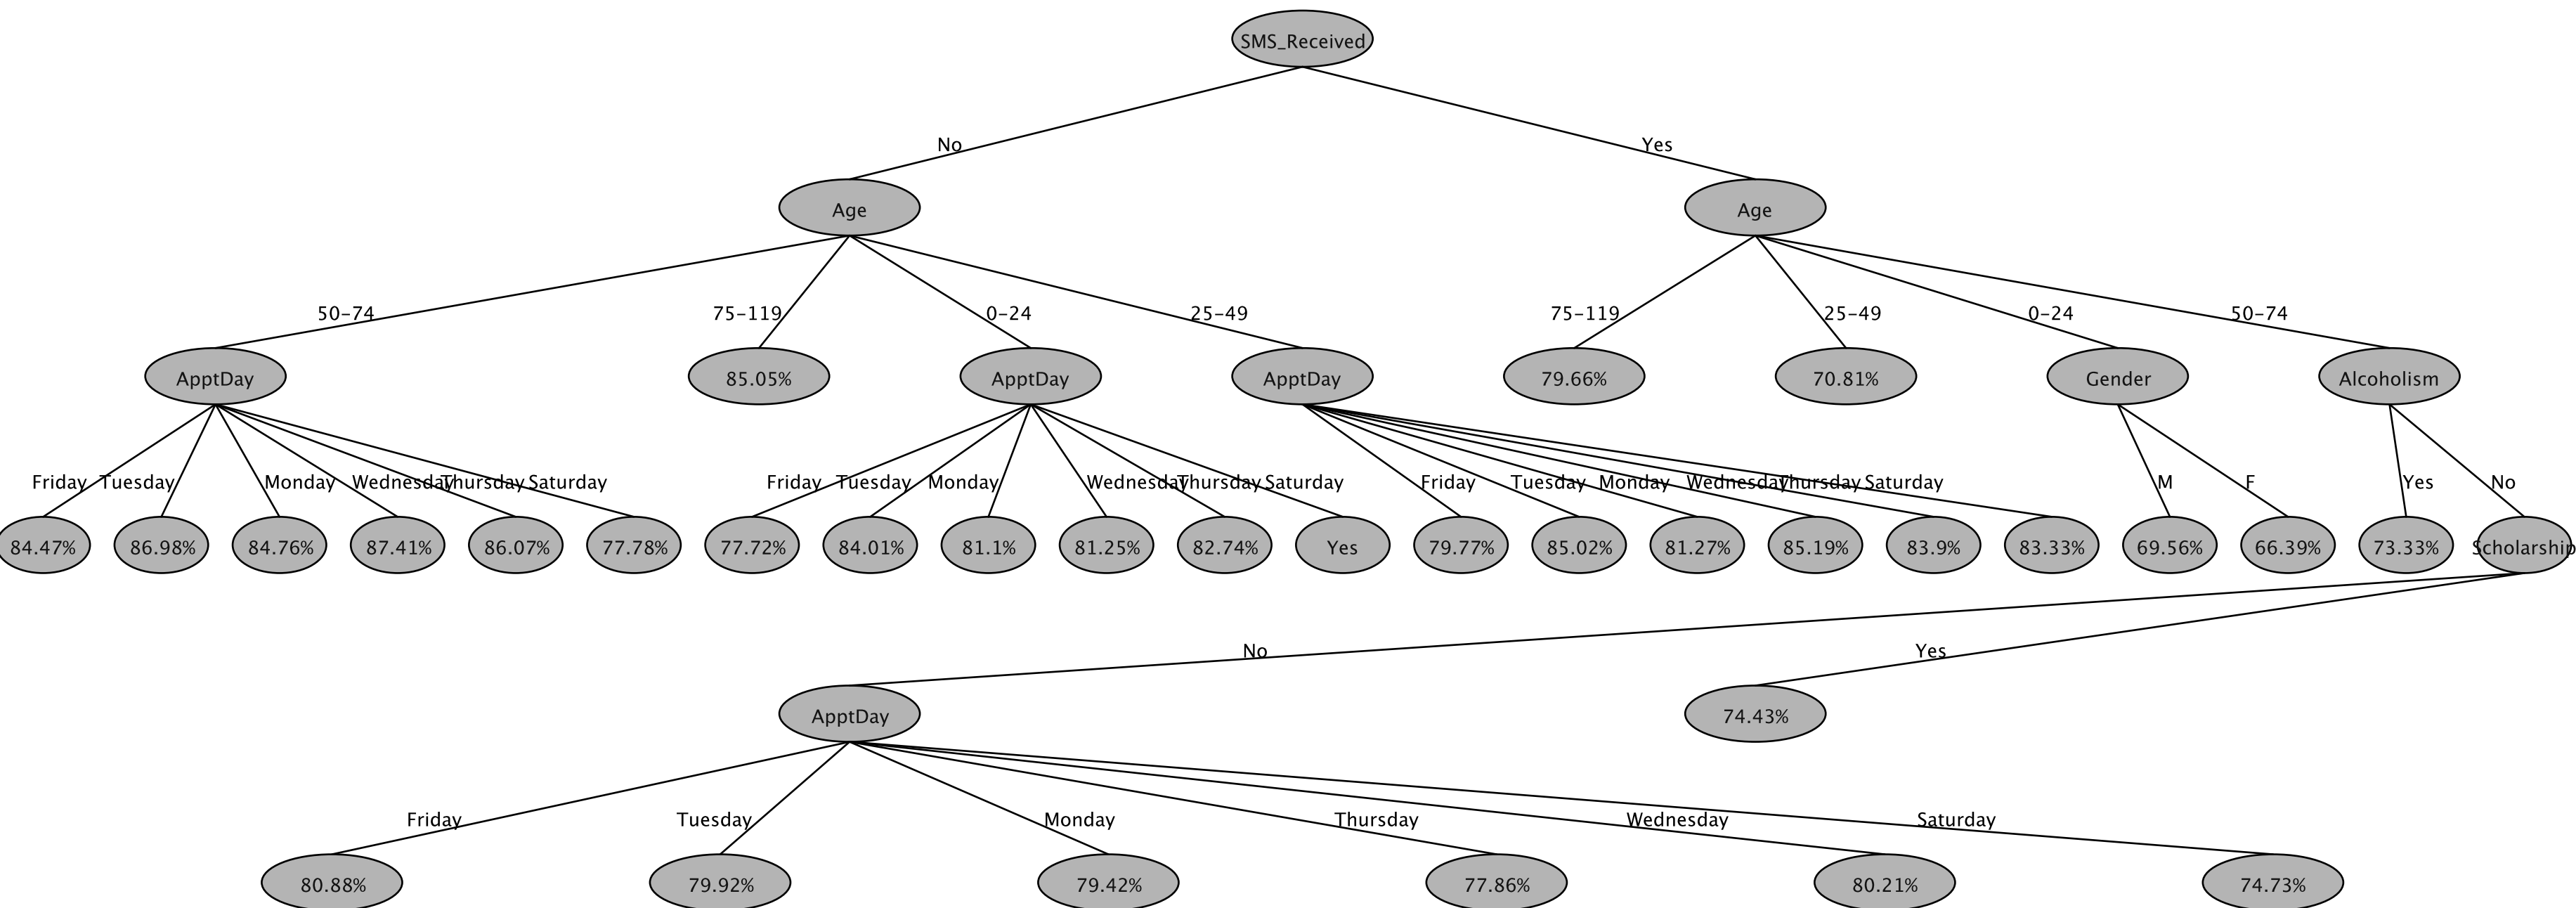 SMS_Received
No
Yes
Age
Age
50–74
75–119
0–24
25–49
75–119
25–49
0–24
50–74
ApptDay
85.05%
ApptDay
ApptDay
79.66%
70.81%
Gender
Alcoholism
Friday
Tuesday
Monday
Wednesday
Thursday
Saturday
Friday
Tuesday
Monday
Wednesday
Thursday
Saturday
Friday
Tuesday
Monday
Wednesday
Thursday
Saturday
M
F
Yes
No
84.47%
86.98%
84.76%
87.41%
86.07%
77.78%
77.72%
84.01%
81.1%
81.25%
82.74%
Yes
79.77%
85.02%
81.27%
85.19%
83.9%
83.33%
69.56%
66.39%
73.33%
Scholarship
No
Yes
ApptDay
74.43%
Friday
Tuesday
Monday
Thursday
Wednesday
Saturday
80.88%
79.92%
79.42%
77.86%
80.21%
74.73%